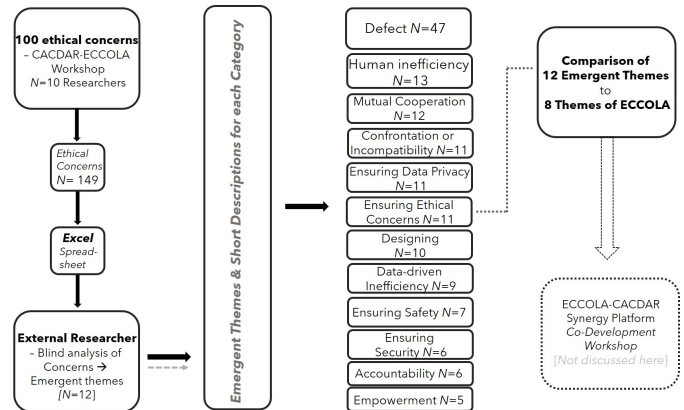 100 ethical concerns
– CACDAR-ECCOLA
Workshop
N=10 Researchers
Ethical
Concerns
N= 149
Excel
Spread-
sheet
External Researcher
– Blind analysis of
Concerns →
Emergent themes
[N=12]
Emergent Themes & Short Descriptions for each Category
Defect N=47
Human inefficiency
N=13
Mutual Cooperation
N=12
Confrontation or
Incompatibility N=11
Ensuring Data Privacy
N=11
Ensuring Ethical
Concerns N=11
Designing
N=10
Data-driven
Inefficiency N=9
Ensuring Safety N=7
Ensuring
Security N=6
Accountability N=6
Empowerment N=5
Comparison of
12 Emergent Themes
to
8 Themes of ECCOLA
ECCOLA-CACDAR
Synergy Platform
Co-Development
Workshop
[Not discussed here]